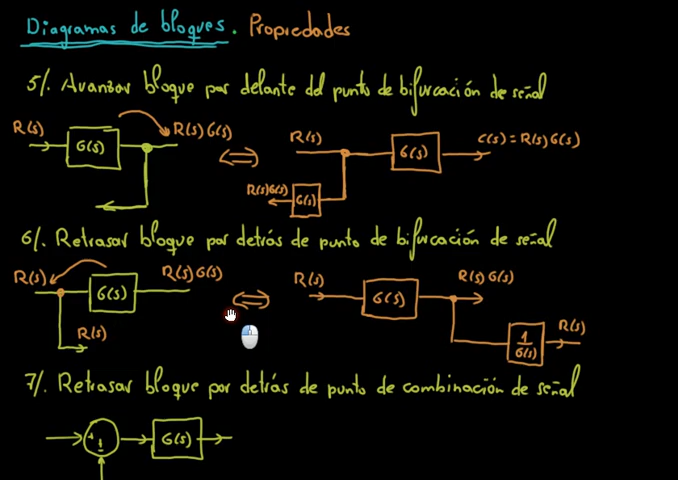 Diagramas de bloques. Propiedades
5/. Avanzar bloque por delante del punto de bifurcación de señal
R(s)
G(s)
R(s)G(s)
R(s)
G(s)
C(s)=R(s)G(s)
R(s)G(s)
G(s)
6/. Retrasar bloque por detrás de punto de bifurcación de señal
R(s)
G(s)
R(s)G(s)
R(s)
R(s)
G(s)
R(s)G(s)
1
G(s)
R(s)
7/. Retrasar bloque por detrás de punto de combinación de señal
+
±
G(s)